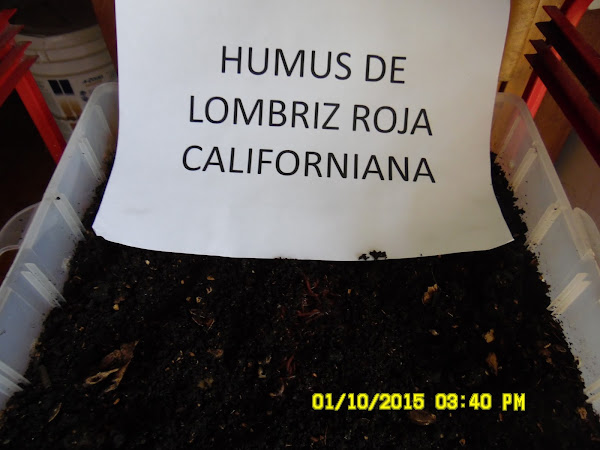 HUMUS DE
LOMBRIZ ROJA
CALIFORNIANA
01/10/2015 03:40 PM